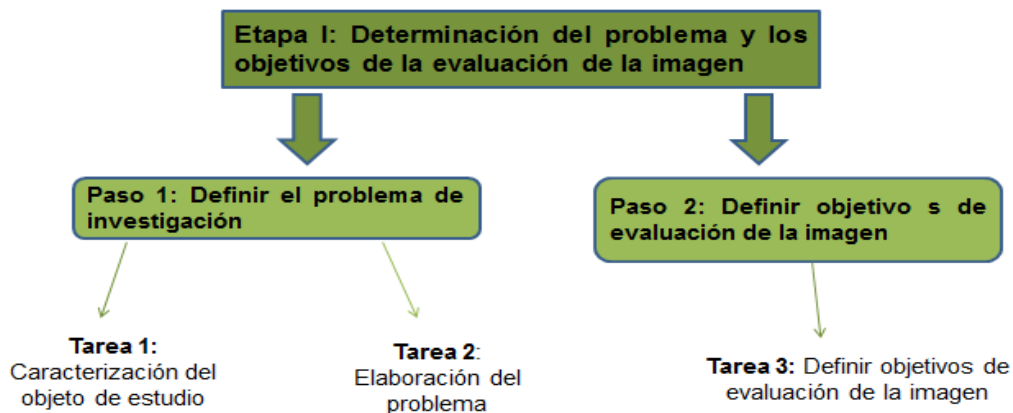 Etapa I: Determinación del problema y los
objetivos de la evaluación de la imagen
Paso 1: Definir el problema de
investigación
Paso 2: Definir objetivo s de
evaluación de la imagen
Tarea 1:
Caracterización del
objeto de estudio
Tarea 2:
Elaboración del
problema
Tarea 3: Definir objetivos de
evaluación de la imagen